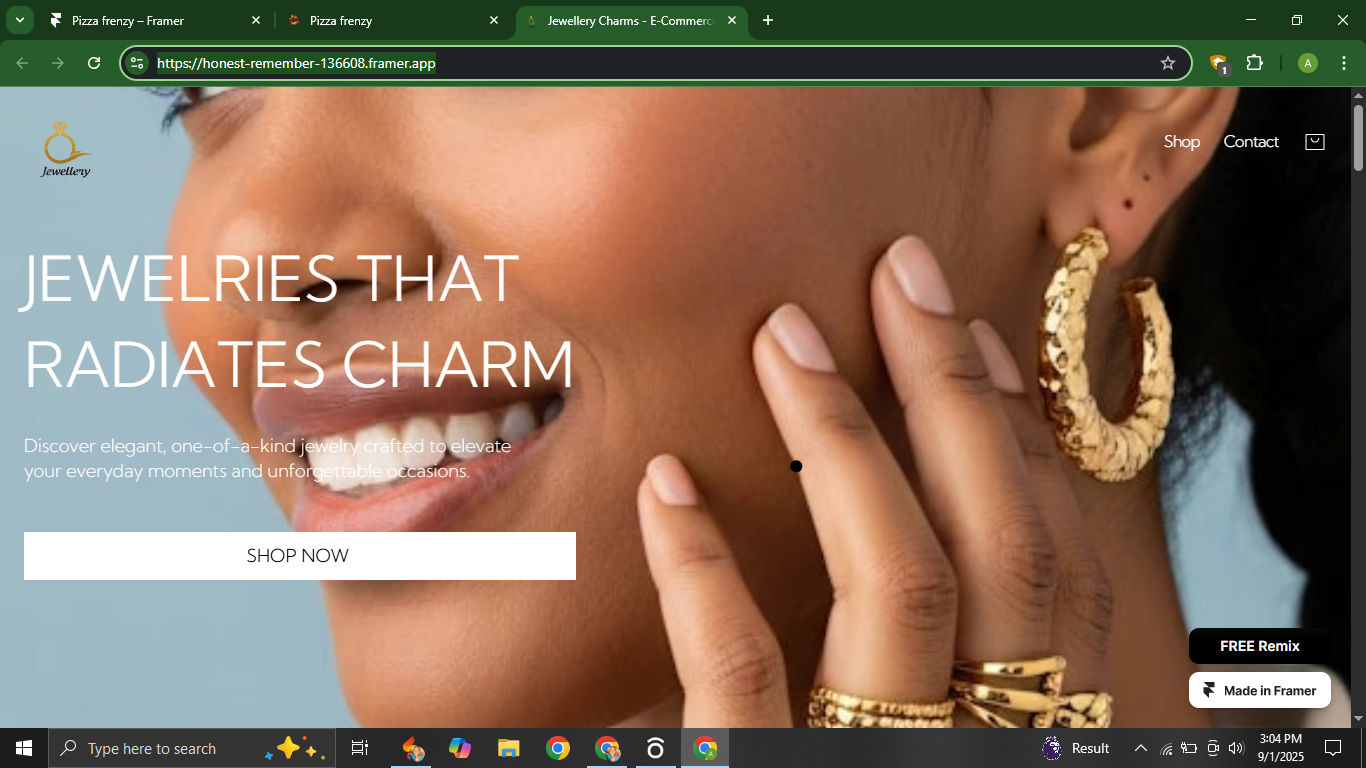 Pizza frenzy – Framer
Pizza frenzy
Jewellery Charms - E-Commerc
https://honest-remember-136608.framer.app
1
A
Jewellery
Shop
Contact
JEWELRIES THAT
RADIATES CHARM
Discover elegant, one-of-a-kind jewelry crafted to elevate
your everyday moments and unforgettable occasions.
SHOP NOW
FREE Remix
Made in Framer
Type here to search
Result
3:04 PM
9/1/2025